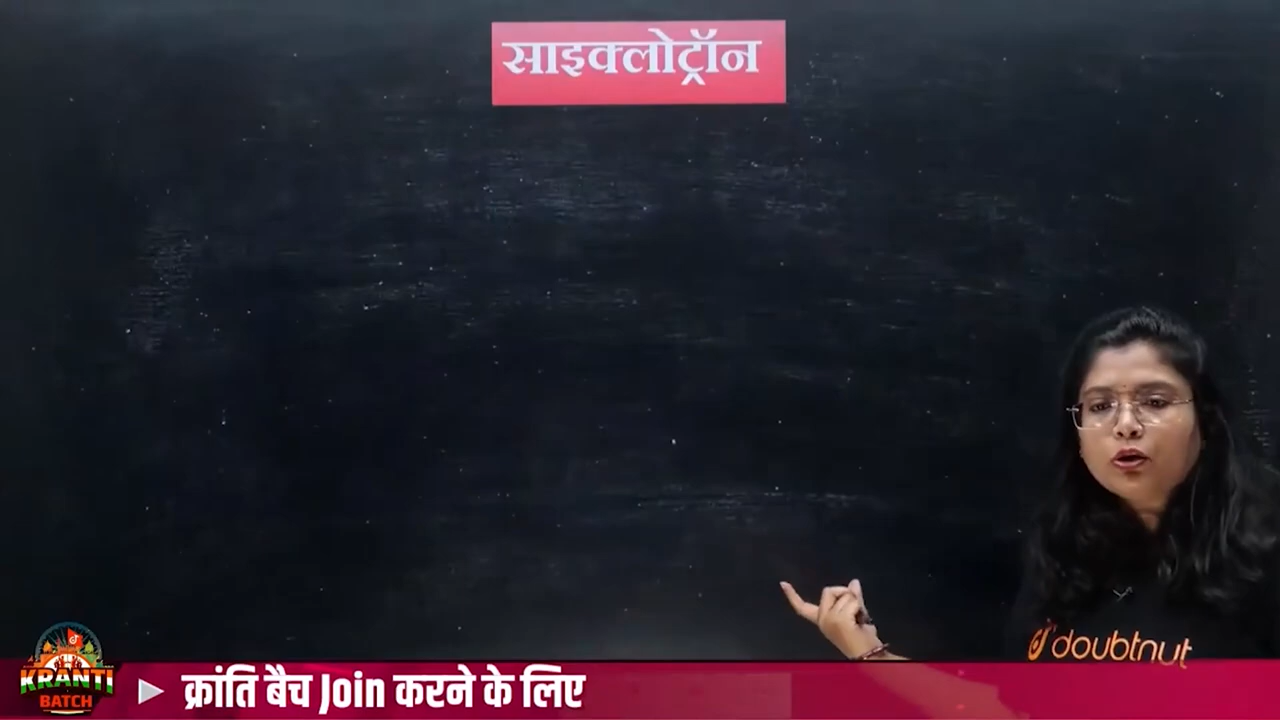 साइक्लोट्रॉन
doubtnut
KRANTI
BATCH
क्रांति बैच Join करने के लिए